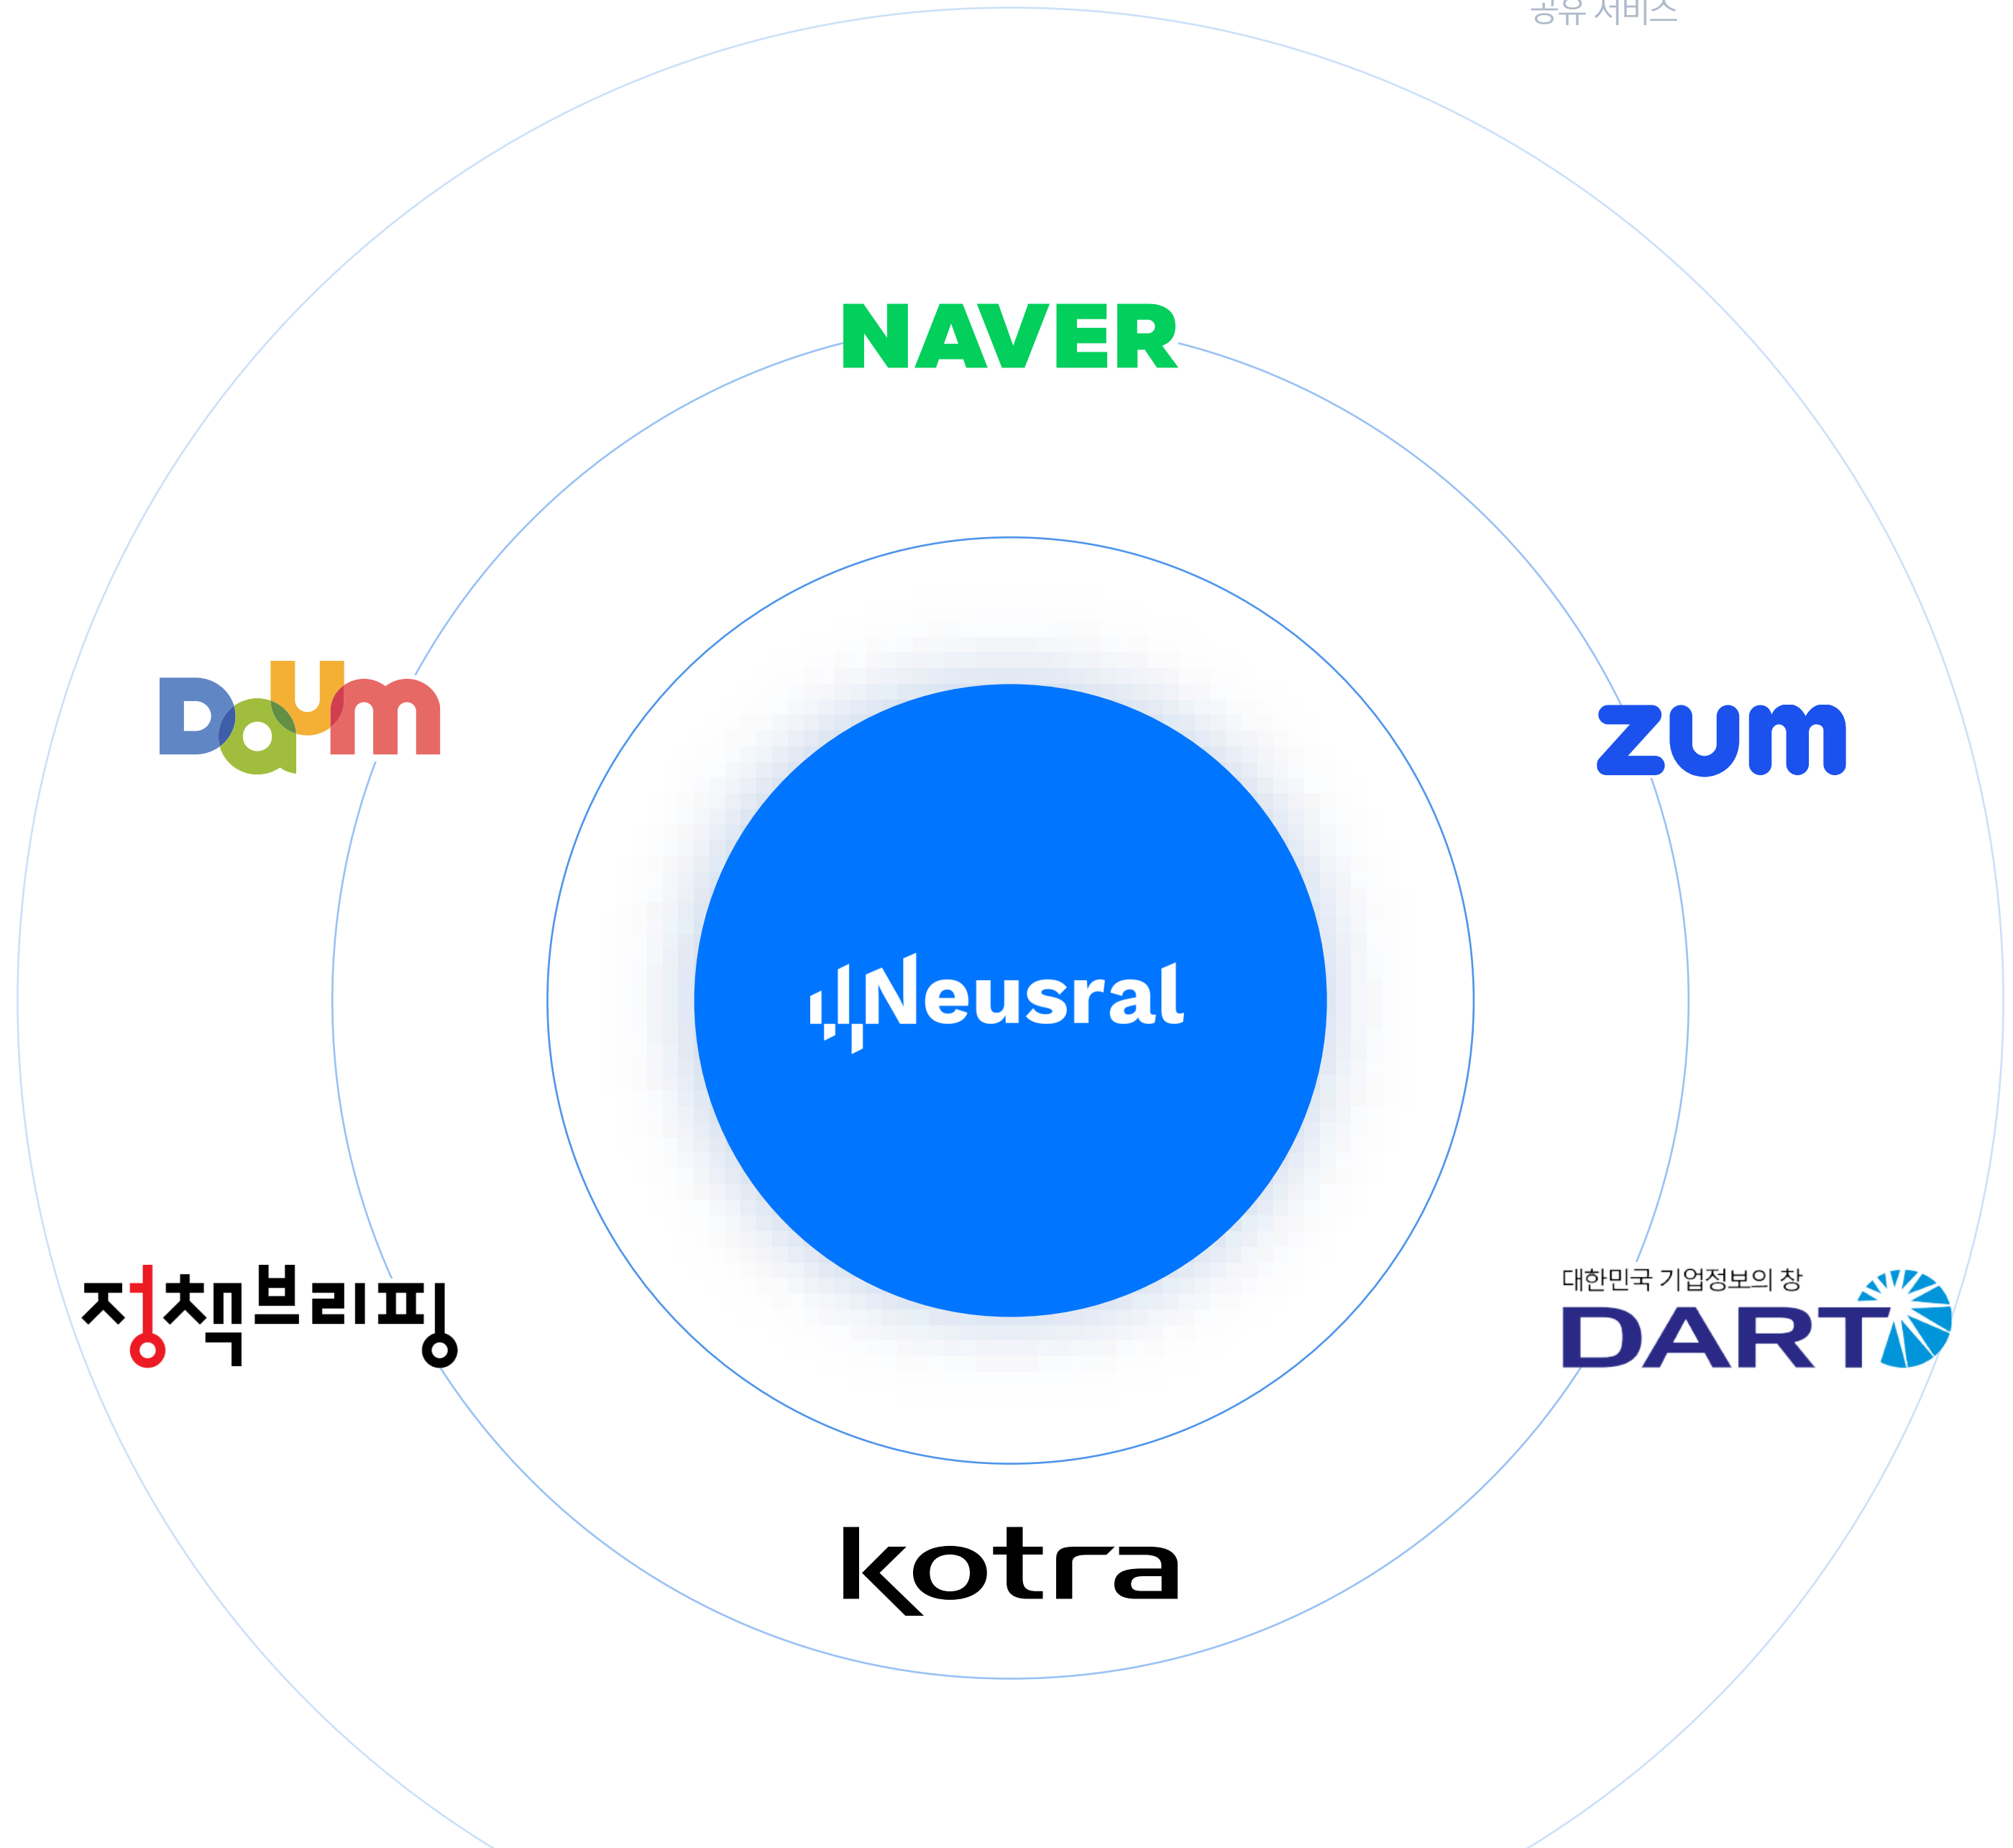 공유 서비스
NAVER
Daum
zum
Neusral
정책브리핑
대한민국 기업정보의 창
DART
kotra